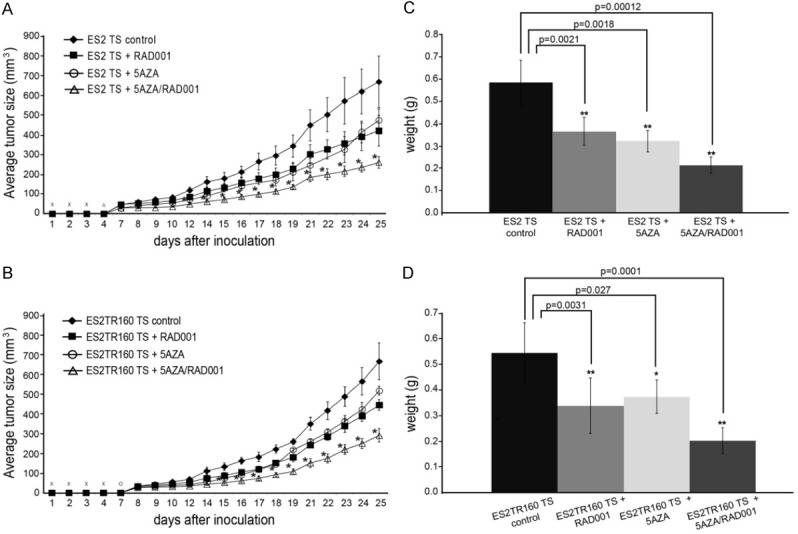 A
ES2 TS control
ES2 TS + RAD001
ES2 TS + 5AZA
ES2 TS + 5AZA/RAD001
Average tumor size (mm3)
900
800
700
600
500
400
300
200
100
0
x x x
* * * * * * * * * * * *
1 2 3 4 7 8 9 10 12 14 15 16 17 18 19 21 22 23 24 25
days after inoculation
B
ES2TR160 TS control
ES2TR160 TS + RAD001
ES2TR160 TS + 5AZA
ES2TR160 TS + 5AZA/RAD001
Average tumor size (mm3)
900
800
700
600
500
400
300
200
100
0
x x x x
1 2 3 4 7 8 9 10 12 14 15 16 17 18 19 21 22 23 24 25
days after inoculation
C
p=0.00012
p=0.0018
p=0.0021
weight (g)
0.8
0.7
0.6
0.5
0.4
0.3
0.2
0.1
0.0
** ** **
ES2 TS control
ES2 TS + RAD001
ES2 TS + 5AZA
ES2 TS + 5AZA/RAD001
D
p=0.0001
p=0.027
p=0.0031
weight (g)
0.7
0.6
0.5
0.4
0.3
0.2
0.1
0.0
** * **
ES2TR160 TS control
ES2TR160 TS + RAD001
ES2TR160 TS + 5AZA
ES2TR160 TS + 5AZA/RAD001